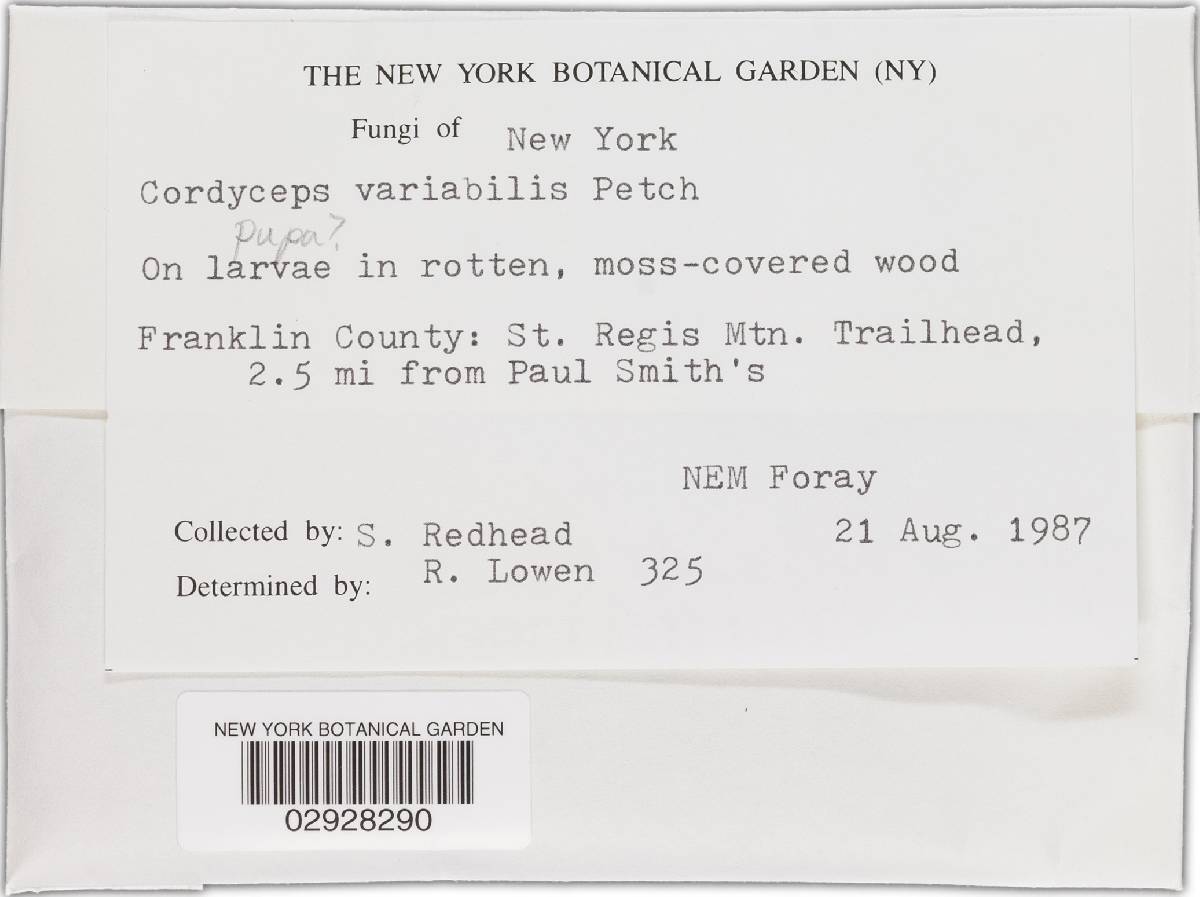 THE NEW YORK BOTANICAL GARDEN (NY)
Fungi of New York
Cordyceps variabilis Petch
pupa?
On larvae in rotten, moss-covered wood
Franklin County: St. Regis Mtn. Trailhead,
2.5 mi from Paul Smith's
NEM Foray
Collected by: S. Redhead 21 Aug. 1987
Determined by: R. Lowen 325
NEW YORK BOTANICAL GARDEN
02928290